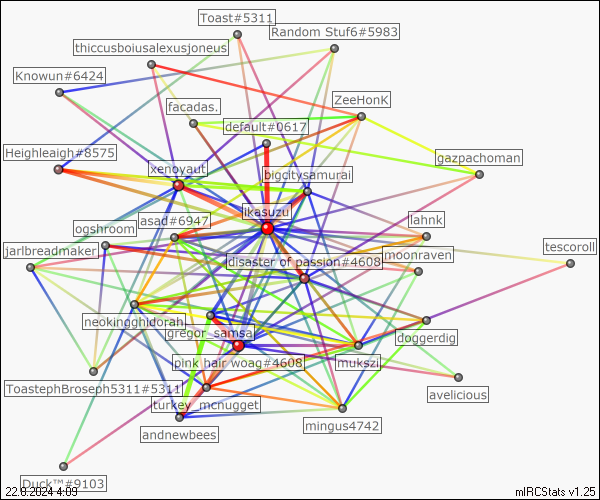 Toast#5311
Random Stuf6#5983
thiccusboiusalexusjoneus
Knowun#6424
ZeeHonK
facadas.
default#0617
Heighleaigh#8575
gazpachoman
xenoyaut
bigcitysamurai
ikasuzu
lahnk
ogshroom
asad#6947
jarlbreadmaker
moonraven
tescoroll
disaster of passion#4608
neokingghidorah
gregor_samsa
doggerdig
pink hair woag#4608
mukszi
ToastephBroseph5311#5311
avelicious
turkey_mcnugget
mingus4742
andnewbees
Duck™#9103
22.8.2024 4:09
mIRCStats v1.25